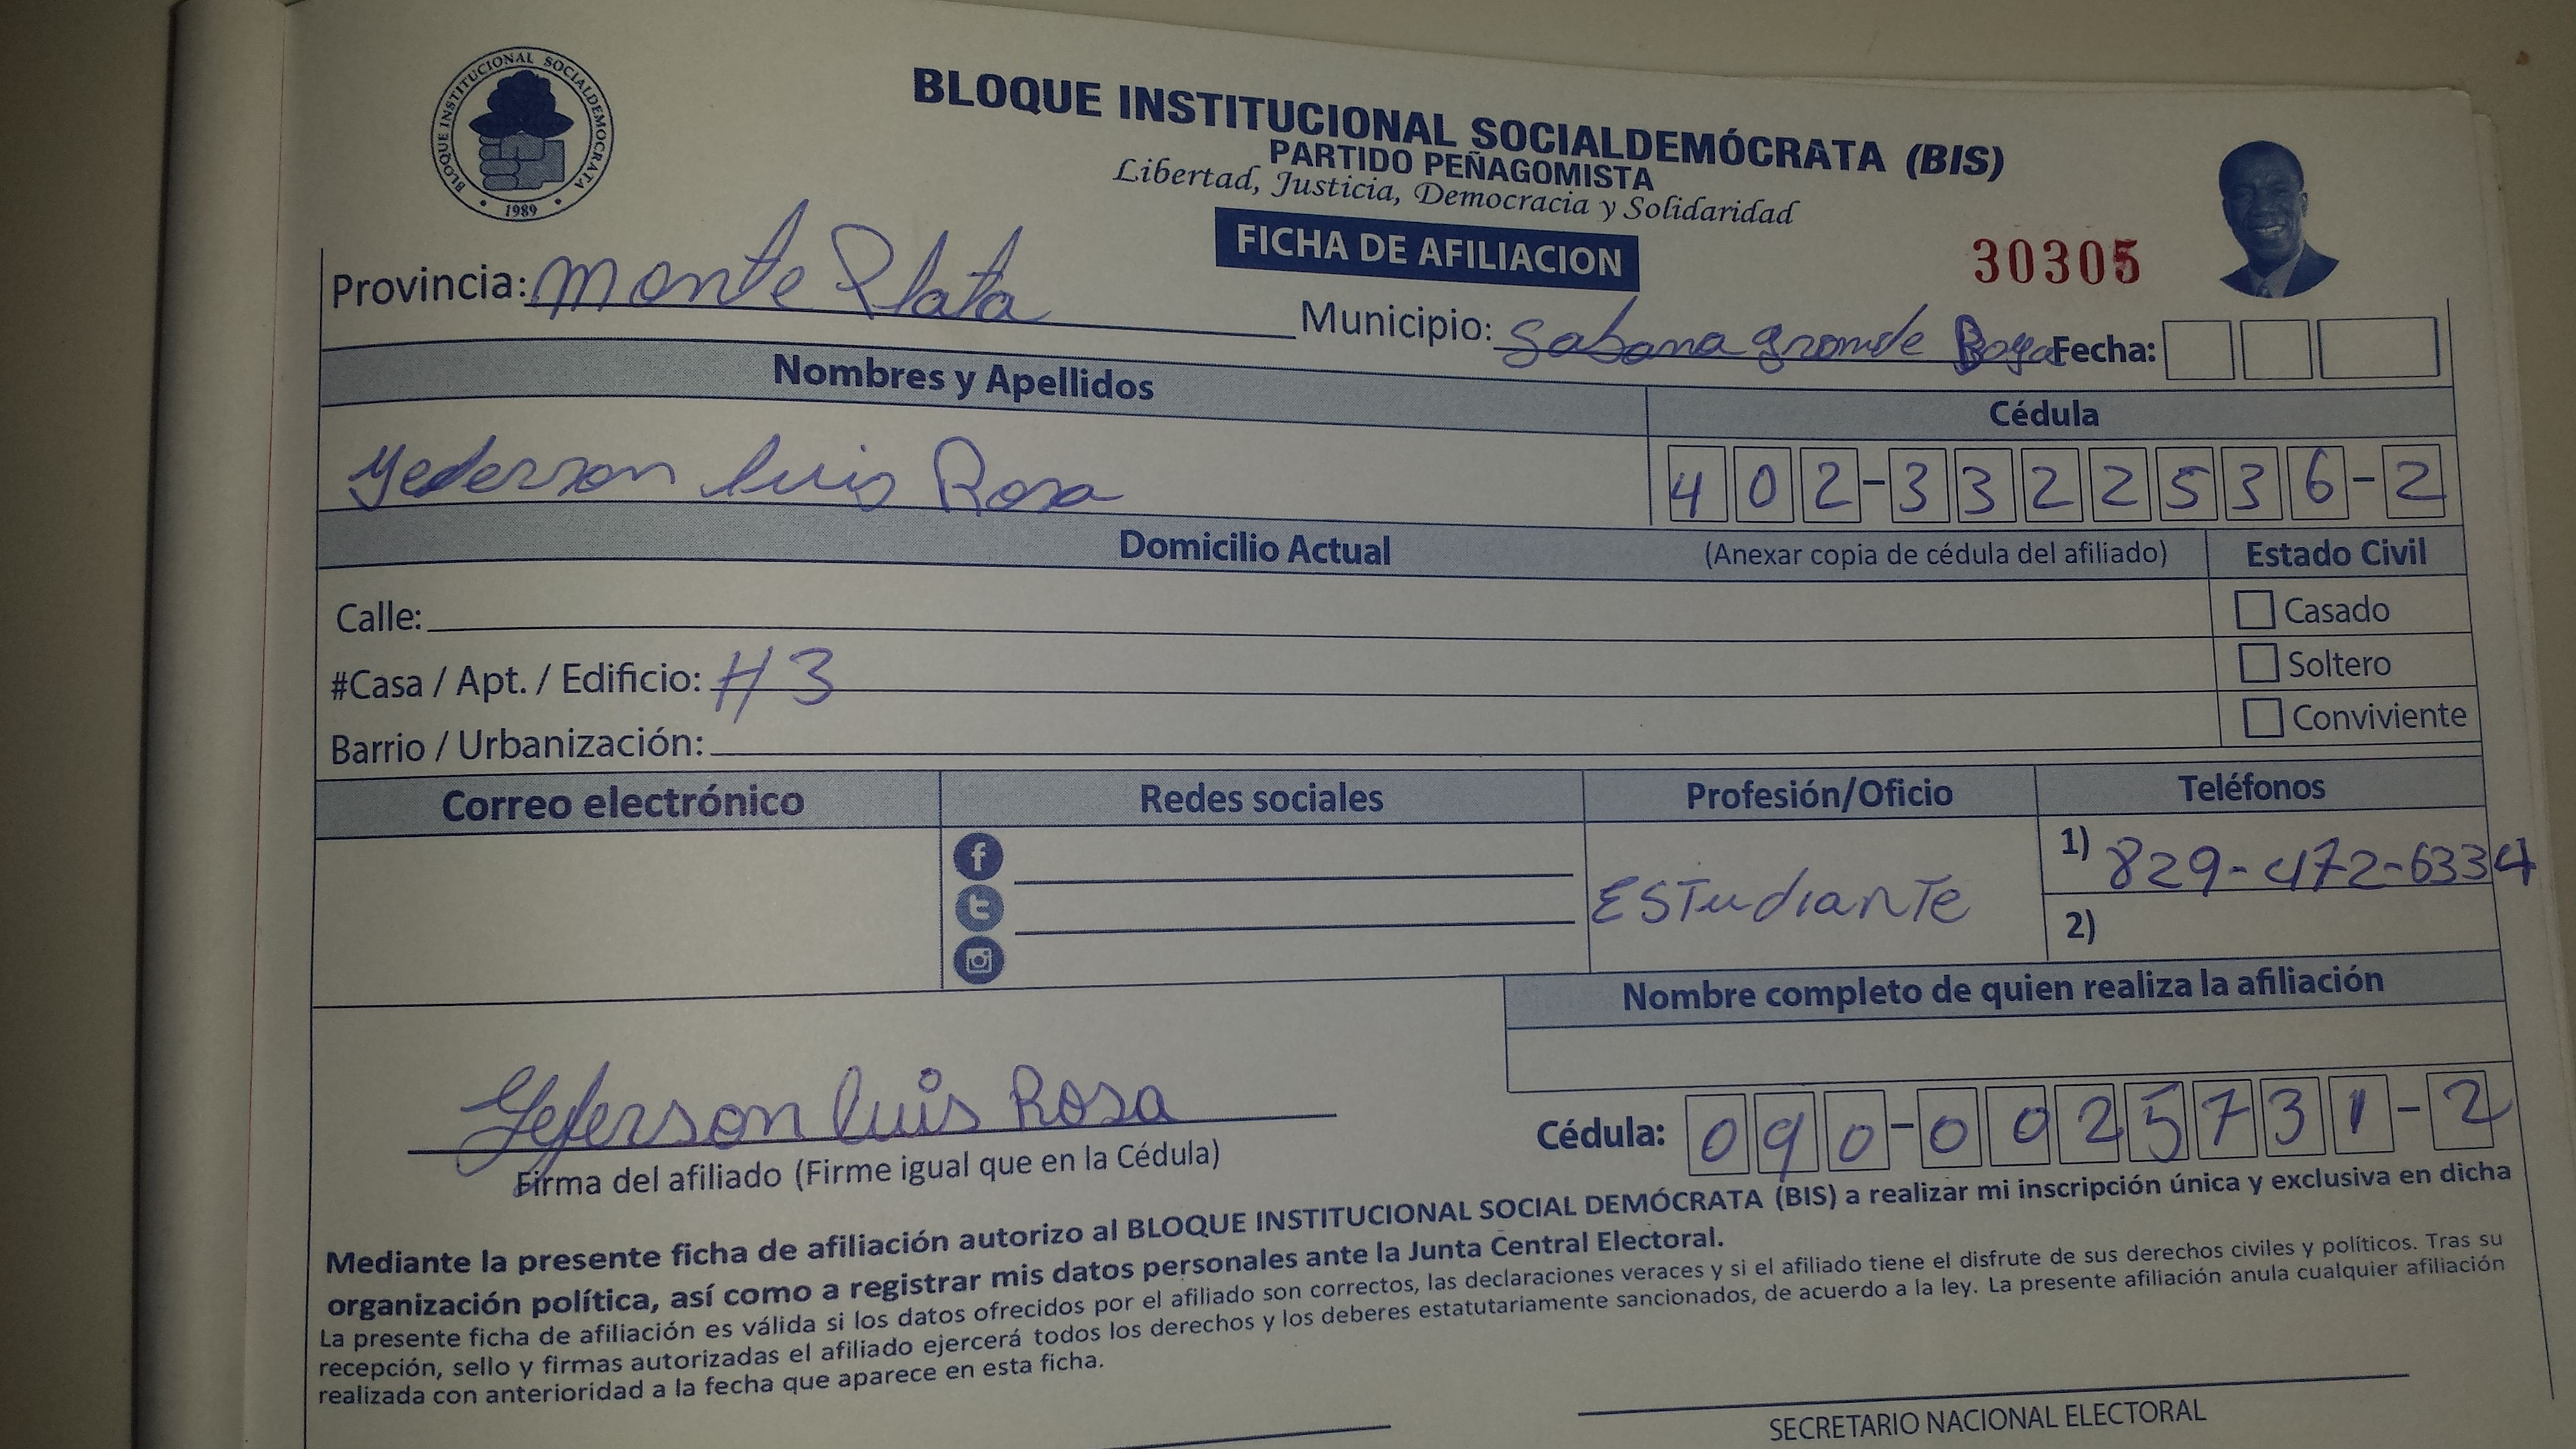 BLOQUE INSTITUCIONAL SOCIALDEMOCRATA
1989
BLOQUE INSTITUCIONAL SOCIALDEMÓCRATA (BIS)
PARTIDO PEÑAGOMISTA
Libertad, Justicia, Democracia y Solidaridad
FICHA DE AFILIACION
30305
Provincia: Monte Plata Municipio: Sabana grande Boya Fecha:
Nombres y Apellidos Cédula
Yeferson luis Rosa 402-3322536-2
Domicilio Actual (Anexar copia de cédula del afiliado) Estado Civil
Calle: Casado
#Casa / Apt. / Edificio: #3 Soltero
Barrio / Urbanización: Conviviente
Correo electrónico Redes sociales Profesión/Oficio Teléfonos
1) 829-472-6334
Estudiante
2)
Nombre completo de quien realiza la afiliación
Yeferson luis Rosa
Cédula: 090-0025731-2
Firma del afiliado (Firme igual que en la Cédula)
Mediante la presente ficha de afiliación autorizo al BLOQUE INSTITUCIONAL SOCIAL DEMÓCRATA (BIS) a realizar mi inscripción única y exclusiva en dicha
organización política, así como a registrar mis datos personales ante la Junta Central Electoral.
La presente ficha de afiliación es válida si los datos ofrecidos por el afiliado son correctos, las declaraciones veraces y si el afiliado tiene el disfrute de sus derechos civiles y políticos. Tras su
recepción, sello y firmas autorizadas el afiliado ejercerá todos los derechos y los deberes estatutariamente sancionados, de acuerdo a la ley. La presente afiliación anula cualquier afiliación
realizada con anterioridad a la fecha que aparece en esta ficha.
SECRETARIO NACIONAL ELECTORAL